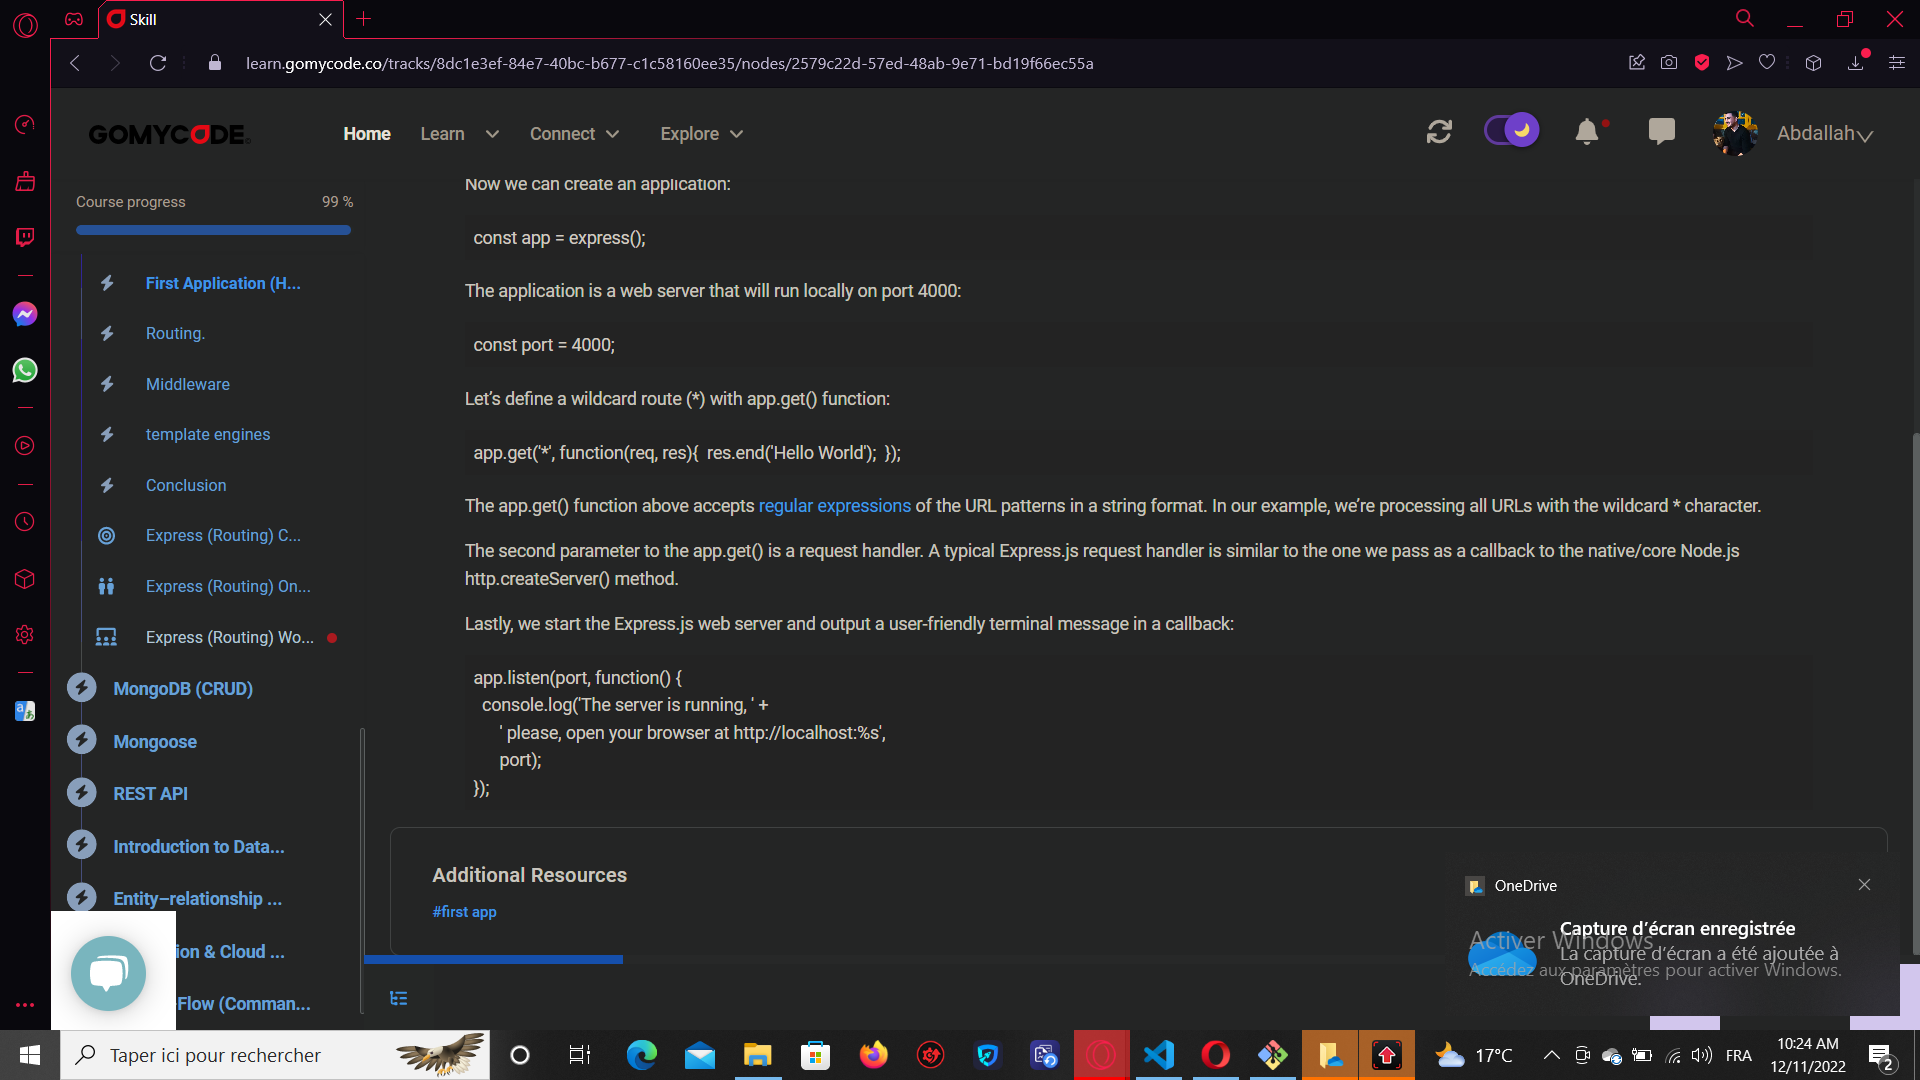 Skill
learn.gomycode.co/tracks/8dc1e3ef-84e7-40bc-b677-c1c58160ee35/nodes/2579c22d-57ed-48ab-9e71-bd19f66ec55a
GOMYCODE
Home
Learn
Connect
Explore
Abdallah
Course progress
99 %
First Application (H...
Routing.
Middleware
template engines
Conclusion
Express (Routing) C...
Express (Routing) On...
Express (Routing) Wo...
MongoDB (CRUD)
Mongoose
REST API
Introduction to Data...
Entity–relationship ...
ion & Cloud ...
-Flow (Comman...
Now we can create an application:
const app = express();
The application is a web server that will run locally on port 4000:
const port = 4000;
Let’s define a wildcard route (*) with app.get() function:
app.get('*', function(req, res){  res.end('Hello World');  });
The app.get() function above accepts regular expressions of the URL patterns in a string format. In our example, we’re processing all URLs with the wildcard * character.
The second parameter to the app.get() is a request handler. A typical Express.js request handler is similar to the one we pass as a callback to the native/core Node.js
http.createServer() method.
Lastly, we start the Express.js web server and output a user-friendly terminal message in a callback:
app.listen(port, function() {
console.log('The server is running, ' +
' please, open your browser at http://localhost:%s',
port);
});
Additional Resources
#first app
OneDrive
Capture d’écran enregistrée
La capture d’écran a été ajoutée à
OneDrive.
Activer Windows
Accédez aux paramètres pour activer Windows.
Taper ici pour rechercher
17°C
FRA
10:24 AM
12/11/2022
2